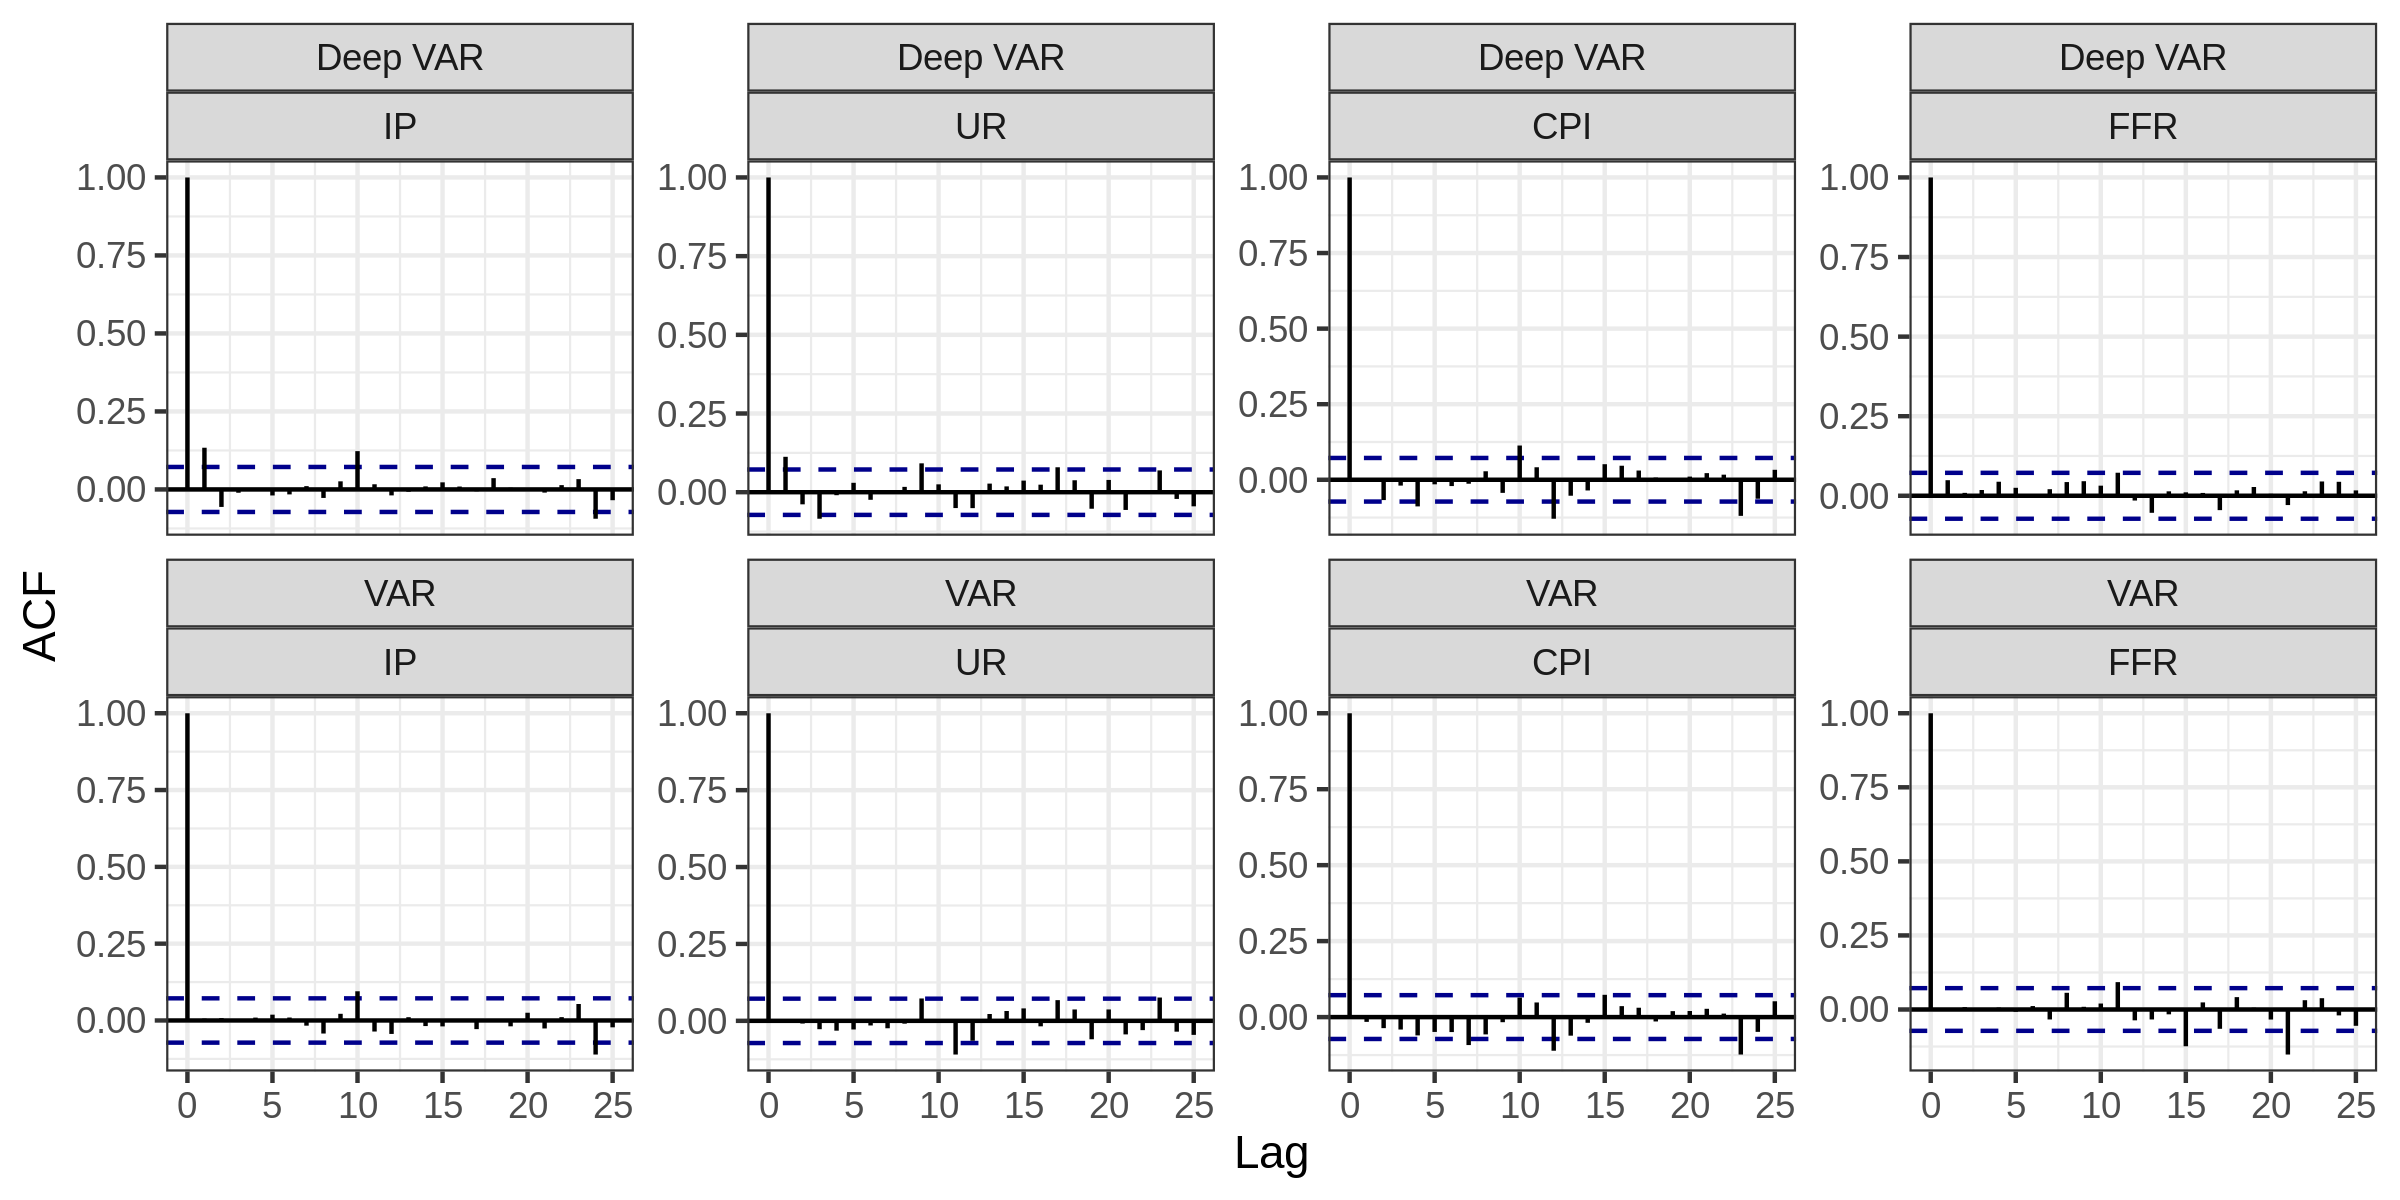 Deep VAR Deep VAR Deep VAR Deep VAR
IP UR CPI FFR
1.00 1.00 1.00 1.00
0.75 0.75 0.75 0.75
0.50 0.50 0.50 0.50
0.25 0.25 0.25 0.25
0.00 0.00 0.00 0.00
ACF
VAR VAR VAR VAR
IP UR CPI FFR
1.00 1.00 1.00 1.00
0.75 0.75 0.75 0.75
0.50 0.50 0.50 0.50
0.25 0.25 0.25 0.25
0.00 0.00 0.00 0.00
0 5 10 15 20 25 0 5 10 15 20 25 0 5 10 15 20 25 0 5 10 15 20 25
Lag